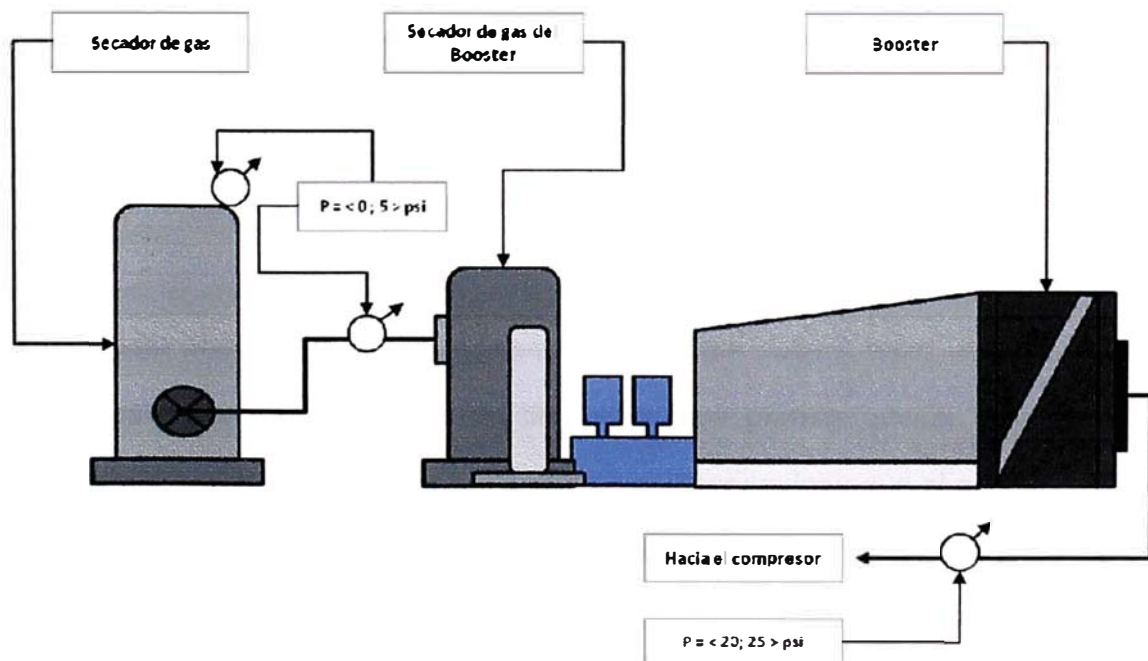 Secador de gas
Secador de gas de
Booster
Booster
P = < 0 ; 5 > psi
Hacia el compresor
P = < 20; 25 > psi